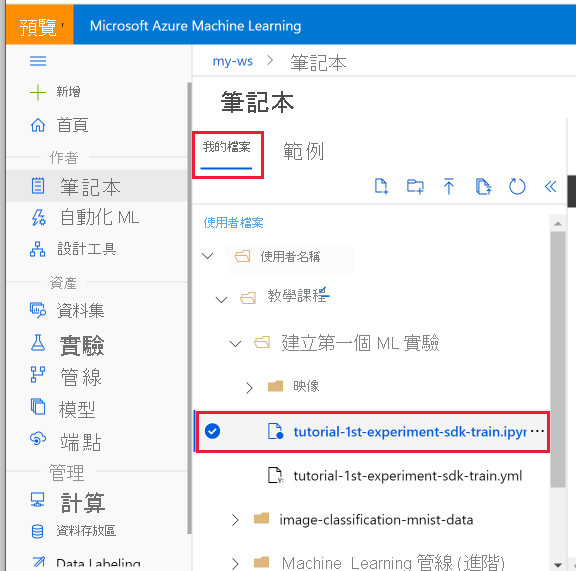 預覽
Microsoft Azure Machine Learning
新增
首頁
作者
筆記本
自動化 ML
設計工具
資產
資料集
實驗
管線
模型
端點
管理
計算
資料存放區
Data Labeling
my-ws > 筆記本
筆記本
我的檔案 範例
使用者檔案
使用者名稱
教學課程
建立第一個 ML 實驗
映像
tutorial-1st-experiment-sdk-train.ipyn ...
tutorial-1st-experiment-sdk-train.yml
image-classification-mnist-data
Machine Learning 管線 (進階)